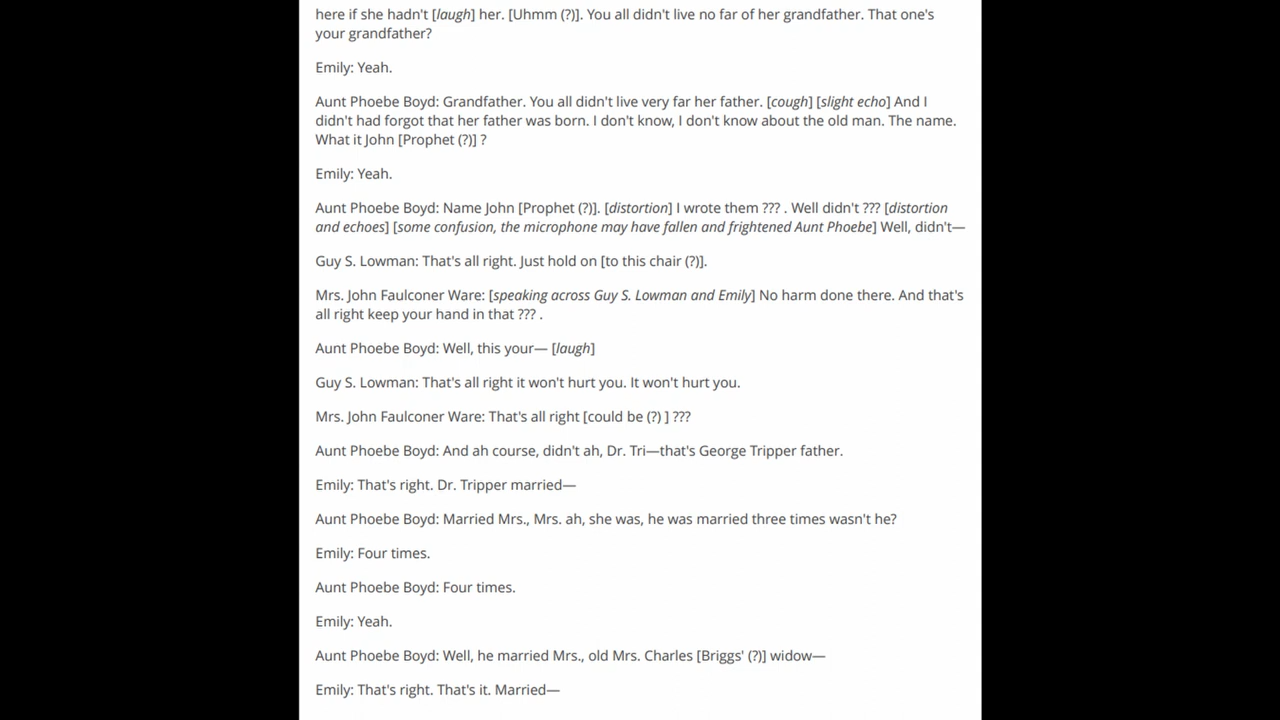 here if she hadn't [laugh] her. [Uhmm (?)]. You all didn't live no far of her grandfather. That one's
your grandfather?
Emily: Yeah.
Aunt Phoebe Boyd: Grandfather. You all didn't live very far her father. [cough] [slight echo] And I
didn't had forgot that her father was born. I don't know, I don't know about the old man. The name.
What it John [Prophet (?)] ?
Emily: Yeah.
Aunt Phoebe Boyd: Name John [Prophet (?)]. [distortion] I wrote them ??? . Well didn't ??? [distortion
and echoes] [some confusion, the microphone may have fallen and frightened Aunt Phoebe] Well, didn't—
Guy S. Lowman: That's all right. Just hold on [to this chair (?)].
Mrs. John Faulconer Ware: [speaking across Guy S. Lowman and Emily] No harm done there. And that's
all right keep your hand in that ??? .
Aunt Phoebe Boyd: Well, this your— [laugh]
Guy S. Lowman: That's all right it won't hurt you. It won't hurt you.
Mrs. John Faulconer Ware: That's all right [could be (?) ] ???
Aunt Phoebe Boyd: And ah course, didn't ah, Dr. Tri—that's George Tripper father.
Emily: That's right. Dr. Tripper married—
Aunt Phoebe Boyd: Married Mrs., Mrs. ah, she was, he was married three times wasn't he?
Emily: Four times.
Aunt Phoebe Boyd: Four times.
Emily: Yeah.
Aunt Phoebe Boyd: Well, he married Mrs., old Mrs. Charles [Briggs' (?)] widow—
Emily: That's right. That's it. Married—